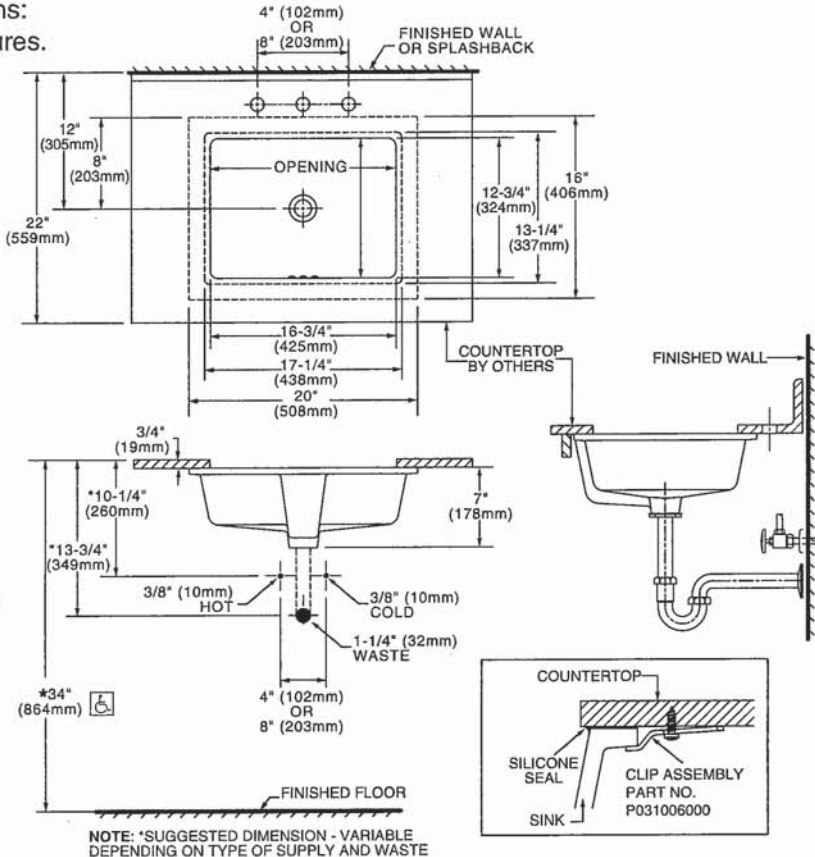 ns:
ures.
4" (102mm)
OR
8" (203mm)
FINISHED WALL
OR SPLASHBACK
12"
(305mm)
8"
(203mm)
22"
(559mm)
OPENING
12-3/4"
(324mm)
13-1/4"
(337mm)
16"
(406mm)
16-3/4"
(425mm)
17-1/4"
(438mm)
20"
(508mm)
COUNTERTOP
BY OTHERS
FINISHED WALL
3/4"
(19mm)
*10-1/4"
(260mm)
*13-3/4"
(349mm)
7"
(178mm)
3/8" (10mm)
HOT
3/8" (10mm)
COLD
1-1/4" (32mm)
WASTE
4" (102mm)
OR
8" (203mm)
*34"
(864mm)
FINISHED FLOOR
COUNTERTOP
SILICONE
SEAL
CLIP ASSEMBLY
PART NO.
P031006000
SINK
NOTE: *SUGGESTED DIMENSION - VARIABLE
DEPENDING ON TYPE OF SUPPLY AND WASTE